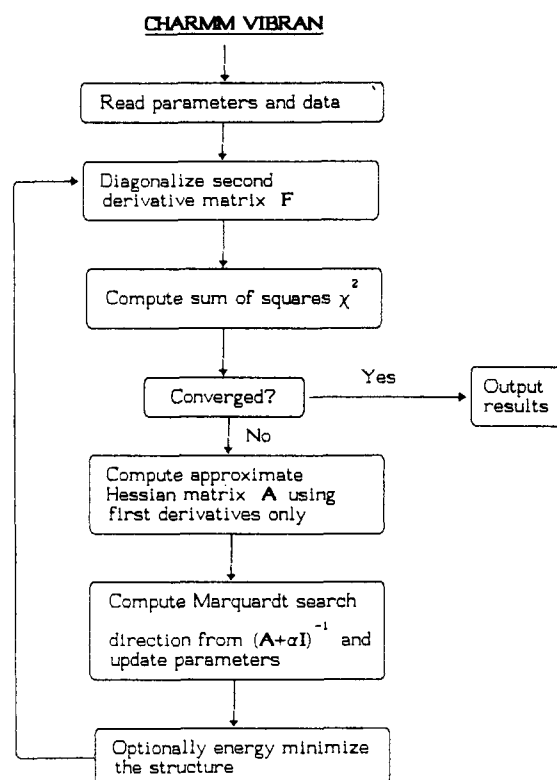 CHARMM VIBRAN
Read parameters and data
Diagonalize second
derivative matrix F
Compute sum of squares χ²
Converged?
Yes
Output
results
No
Compute approximate
Hessian matrix A using
first derivatives only
Compute Marquardt search
direction from (A+αI)⁻¹ and
update parameters
Optionally energy minimize
the structure